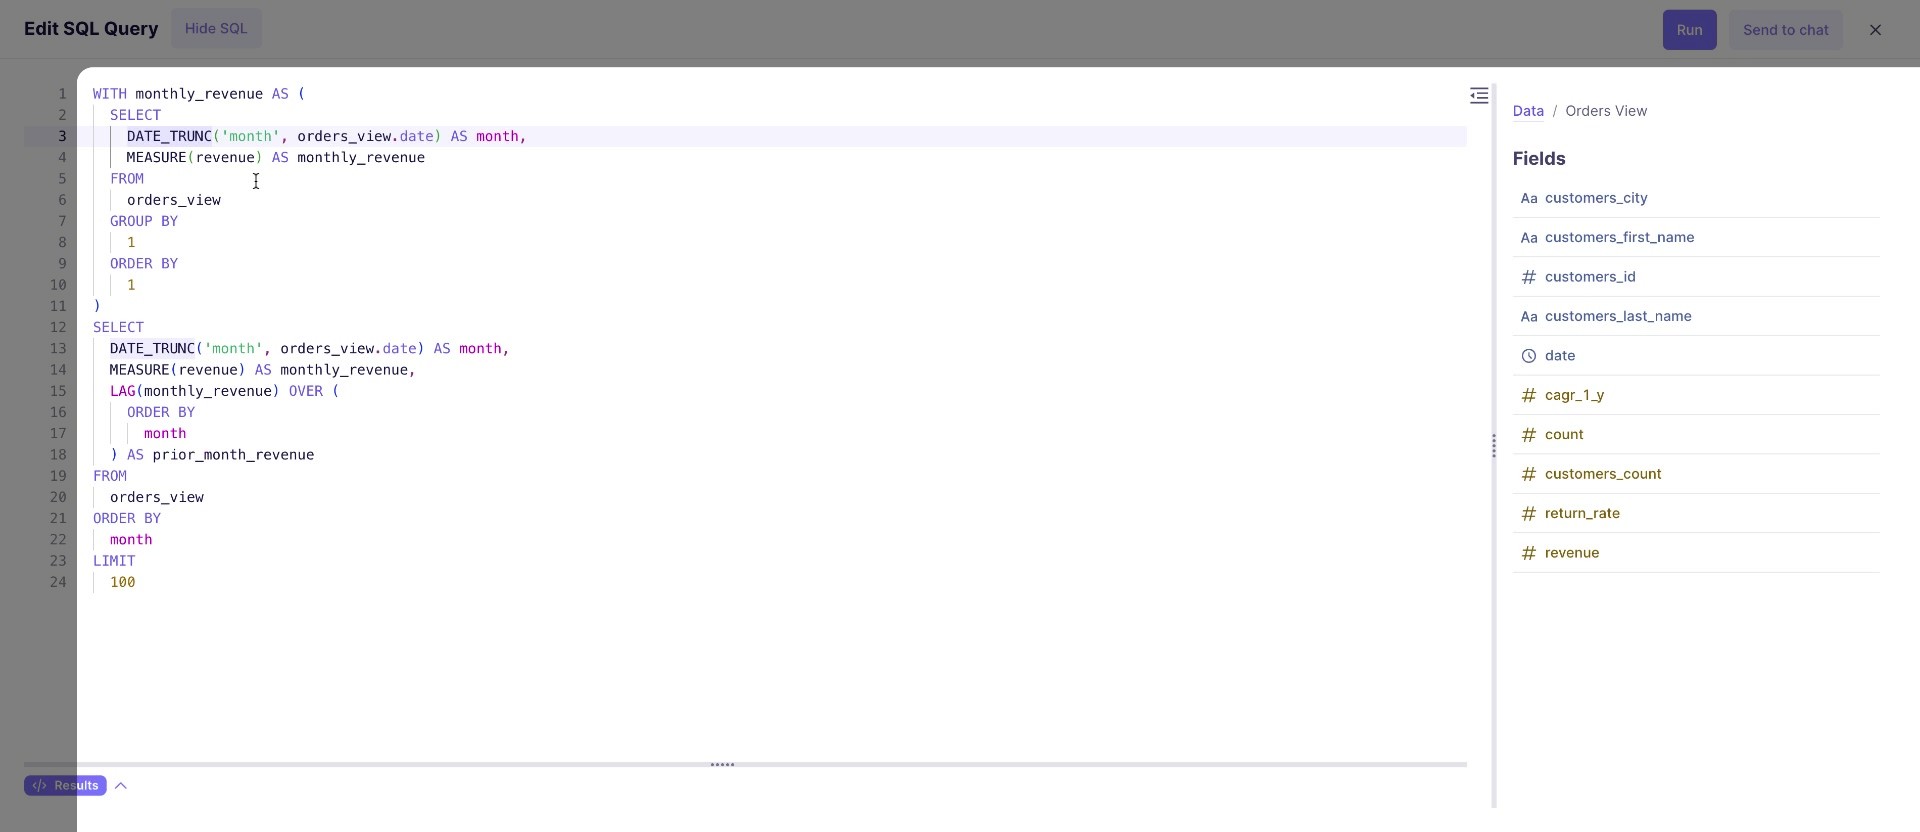 Edit SQL Query Hide SQL Run Send to chat
1 WITH monthly_revenue AS (
2 SELECT
3 DATE_TRUNC('month', orders_view.date) AS month,
4 MEASURE(revenue) AS monthly_revenue
5 FROM
6 orders_view
7 GROUP BY
8 1
9 ORDER BY
10 1
11 )
12 SELECT
13 DATE_TRUNC('month', orders_view.date) AS month,
14 MEASURE(revenue) AS monthly_revenue,
15 LAG(monthly_revenue) OVER (
16 ORDER BY
17 month
18 ) AS prior_month_revenue
19 FROM
20 orders_view
21 ORDER BY
22 month
23 LIMIT
24 100
Data / Orders View
Fields
Aa customers_city
Aa customers_first_name
# customers_id
Aa customers_last_name
date
# cagr_1_y
# count
# customers_count
# return_rate
# revenue
</> Results